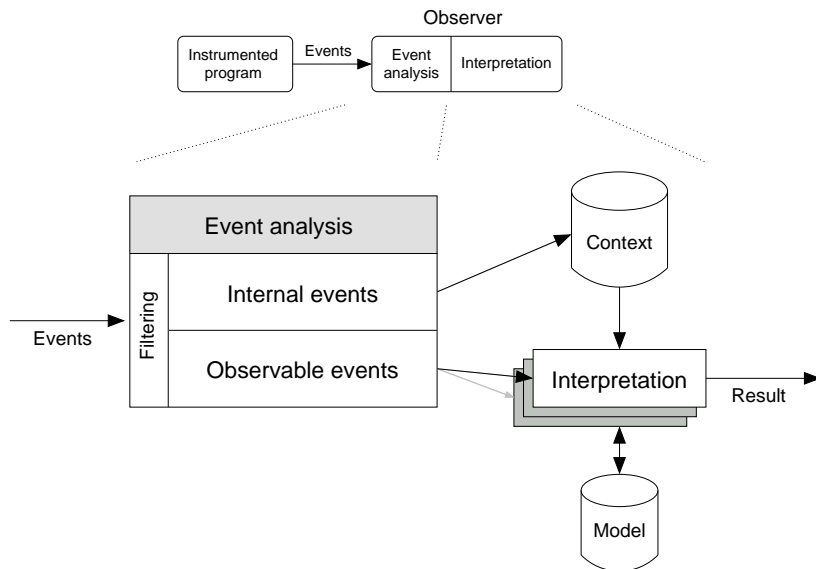 Observer
Instrumented
program
Events
Event
analysis
Interpretation
Event analysis
Filtering
Internal events
Observable events
Events
Context
Interpretation
Result
Model